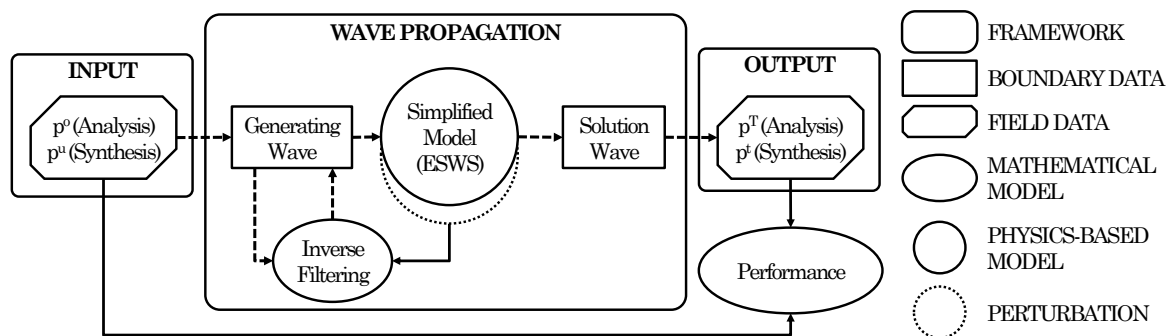 WAVE PROPAGATION
INPUT
pᵒ (Analysis)
pᵘ (Synthesis)
Generating
Wave
Simplified
Model
(ESWS)
Solution
Wave
Inverse
Filtering
OUTPUT
pᵀ (Analysis)
pᵗ (Synthesis)
Performance
FRAMEWORK
BOUNDARY DATA
FIELD DATA
MATHEMATICAL
MODEL
PHYSICS-BASED
MODEL
PERTURBATION